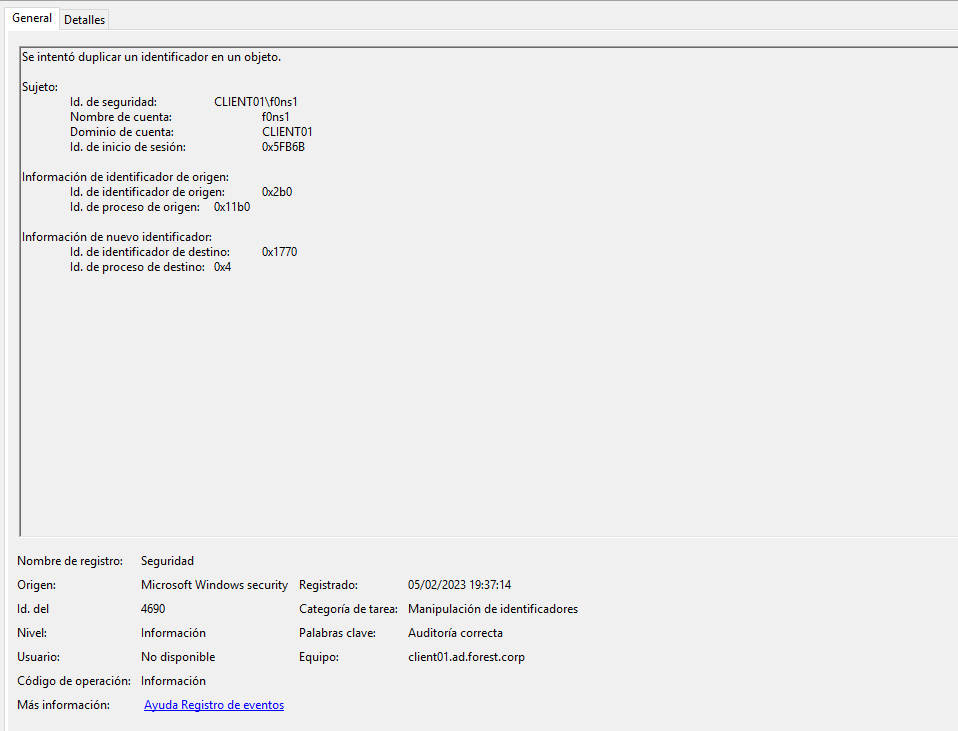 General Detalles
Se intentó duplicar un identificador en un objeto.
Sujeto:
Id. de seguridad: CLIENT01\f0ns1
Nombre de cuenta: f0ns1
Dominio de cuenta: CLIENT01
Id. de inicio de sesión: 0x5FB6B
Información de identificador de origen:
Id. de identificador de origen: 0x2b0
Id. de proceso de origen: 0x11b0
Información de nuevo identificador:
Id. de identificador de destino: 0x1770
Id. de proceso de destino: 0x4
Nombre de registro: Seguridad
Origen: Microsoft Windows security Registrado: 05/02/2023 19:37:14
Id. del 4690 Categoría de tarea: Manipulación de identificadores
Nivel: Información Palabras clave: Auditoría correcta
Usuario: No disponible Equipo: client01.ad.forest.corp
Código de operación: Información
Más información: Ayuda Registro de eventos